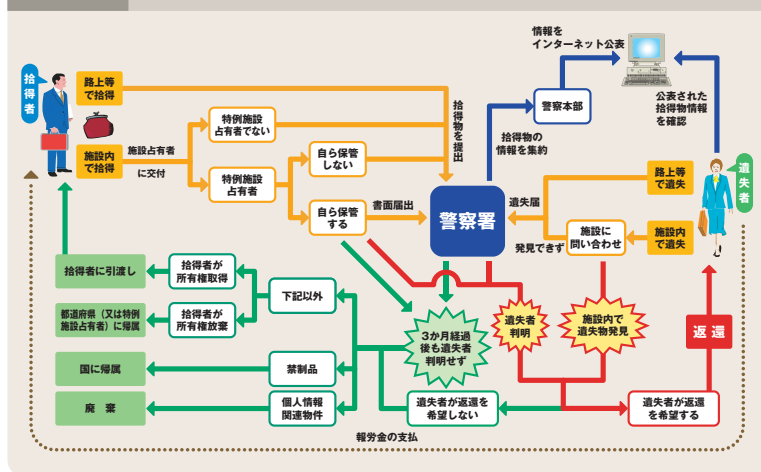 情報を
インターネット公表
拾得者
路上等
で拾得
施設内
で拾得
施設占有者
に交付
特例施設
占有者でない
特例施設
占有者
自ら保管
しない
自ら保管
する
拾得物を提出
書面届出
警察署
拾得物の
情報を集約
警察本部
公表された
拾得物情報
を確認
遺失者
路上等
で遺失
施設内
で遺失
遺失届
発見できず
施設に
問い合わせ
拾得者に引渡し
拾得者が
所有権取得
都道府県（又は特例
施設占有者）に帰属
拾得者が
所有権放棄
下記以外
国に帰属
禁制品
廃棄
個人情報
関連物件
3か月経過
後も遺失者
判明せず
遺失者
判明
施設内で
遺失物発見
返還
遺失者が返還を
希望しない
遺失者が返還
を希望する
報労金の支払